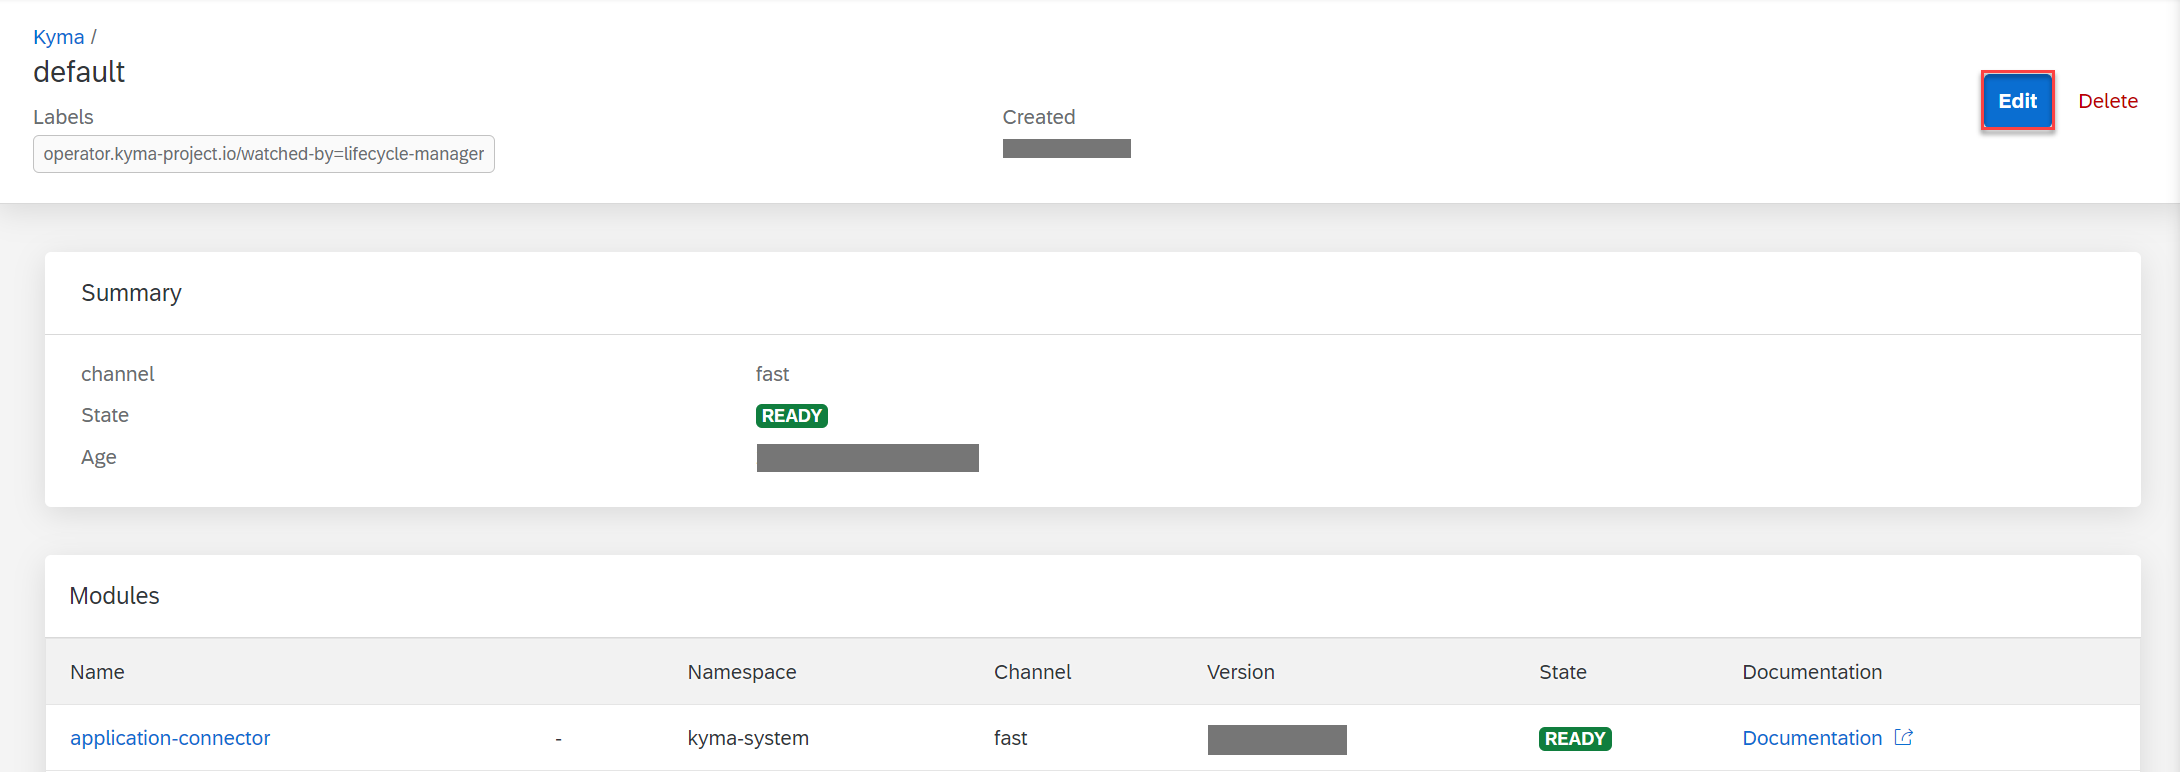 Kyma /
default
Labels
Created
Edit
Delete
operator.kyma-project.io/watched-by=lifecycle-manager
Summary
channel fast
State READY
Age
Modules
Name Namespace Channel Version State Documentation
application-connector - kyma-system fast READY Documentation